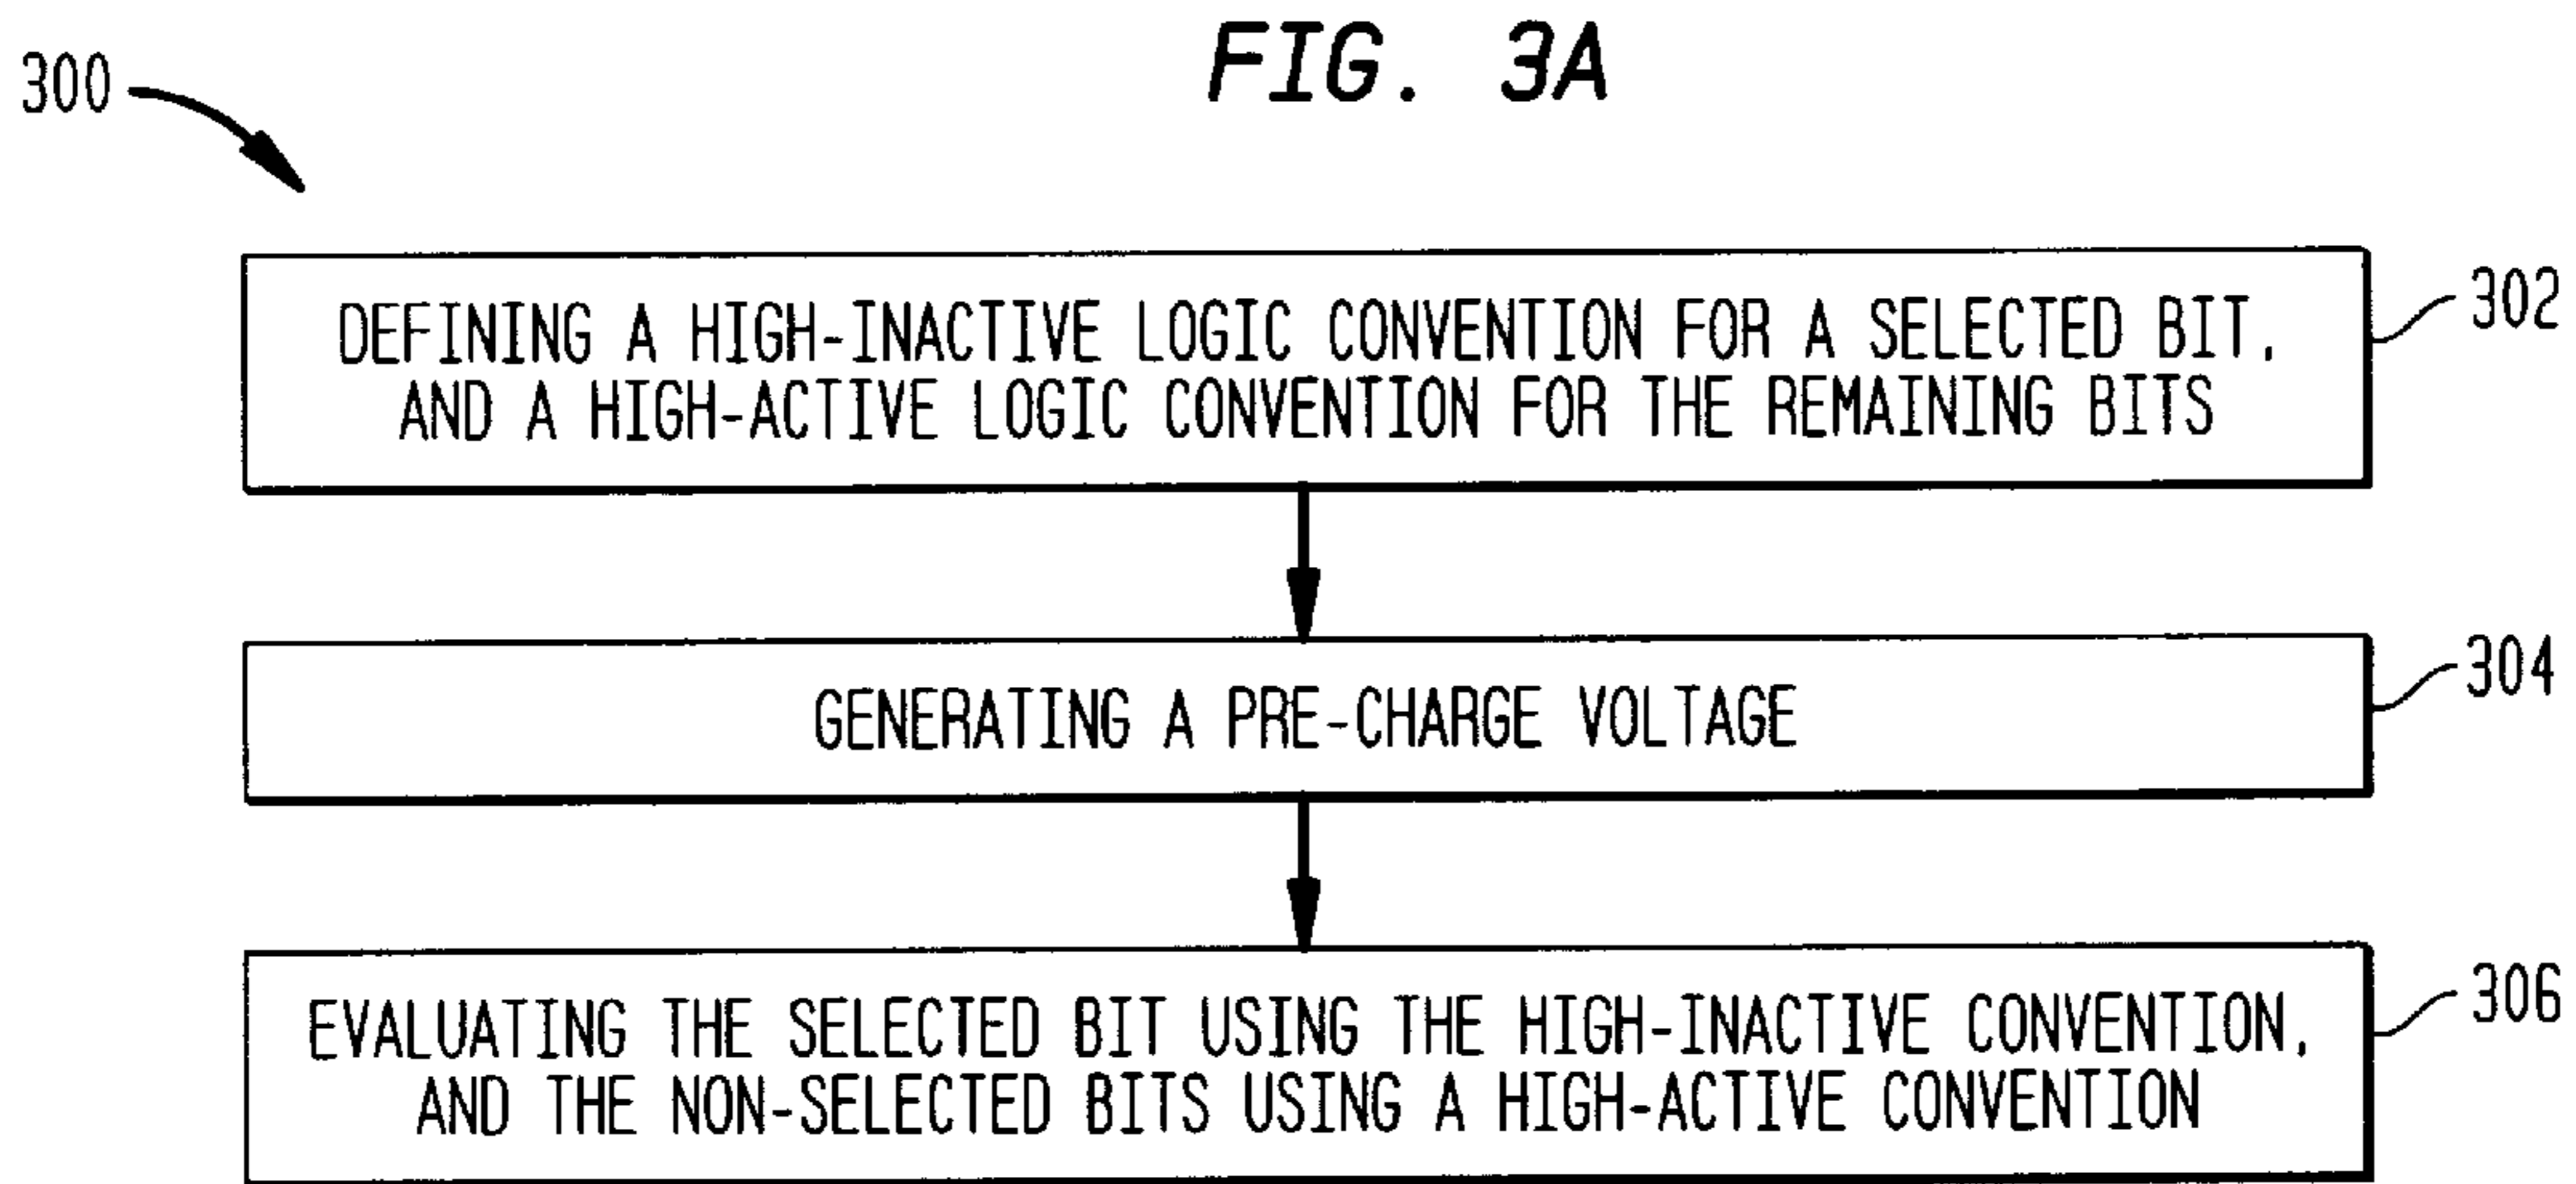 FIG. 3A
300
DEFINING A HIGH-INACTIVE LOGIC CONVENTION FOR A SELECTED BIT,
AND A HIGH-ACTIVE LOGIC CONVENTION FOR THE REMAINING BITS
302
GENERATING A PRE-CHARGE VOLTAGE
304
EVALUATING THE SELECTED BIT USING THE HIGH-INACTIVE CONVENTION,
AND THE NON-SELECTED BITS USING A HIGH-ACTIVE CONVENTION
306